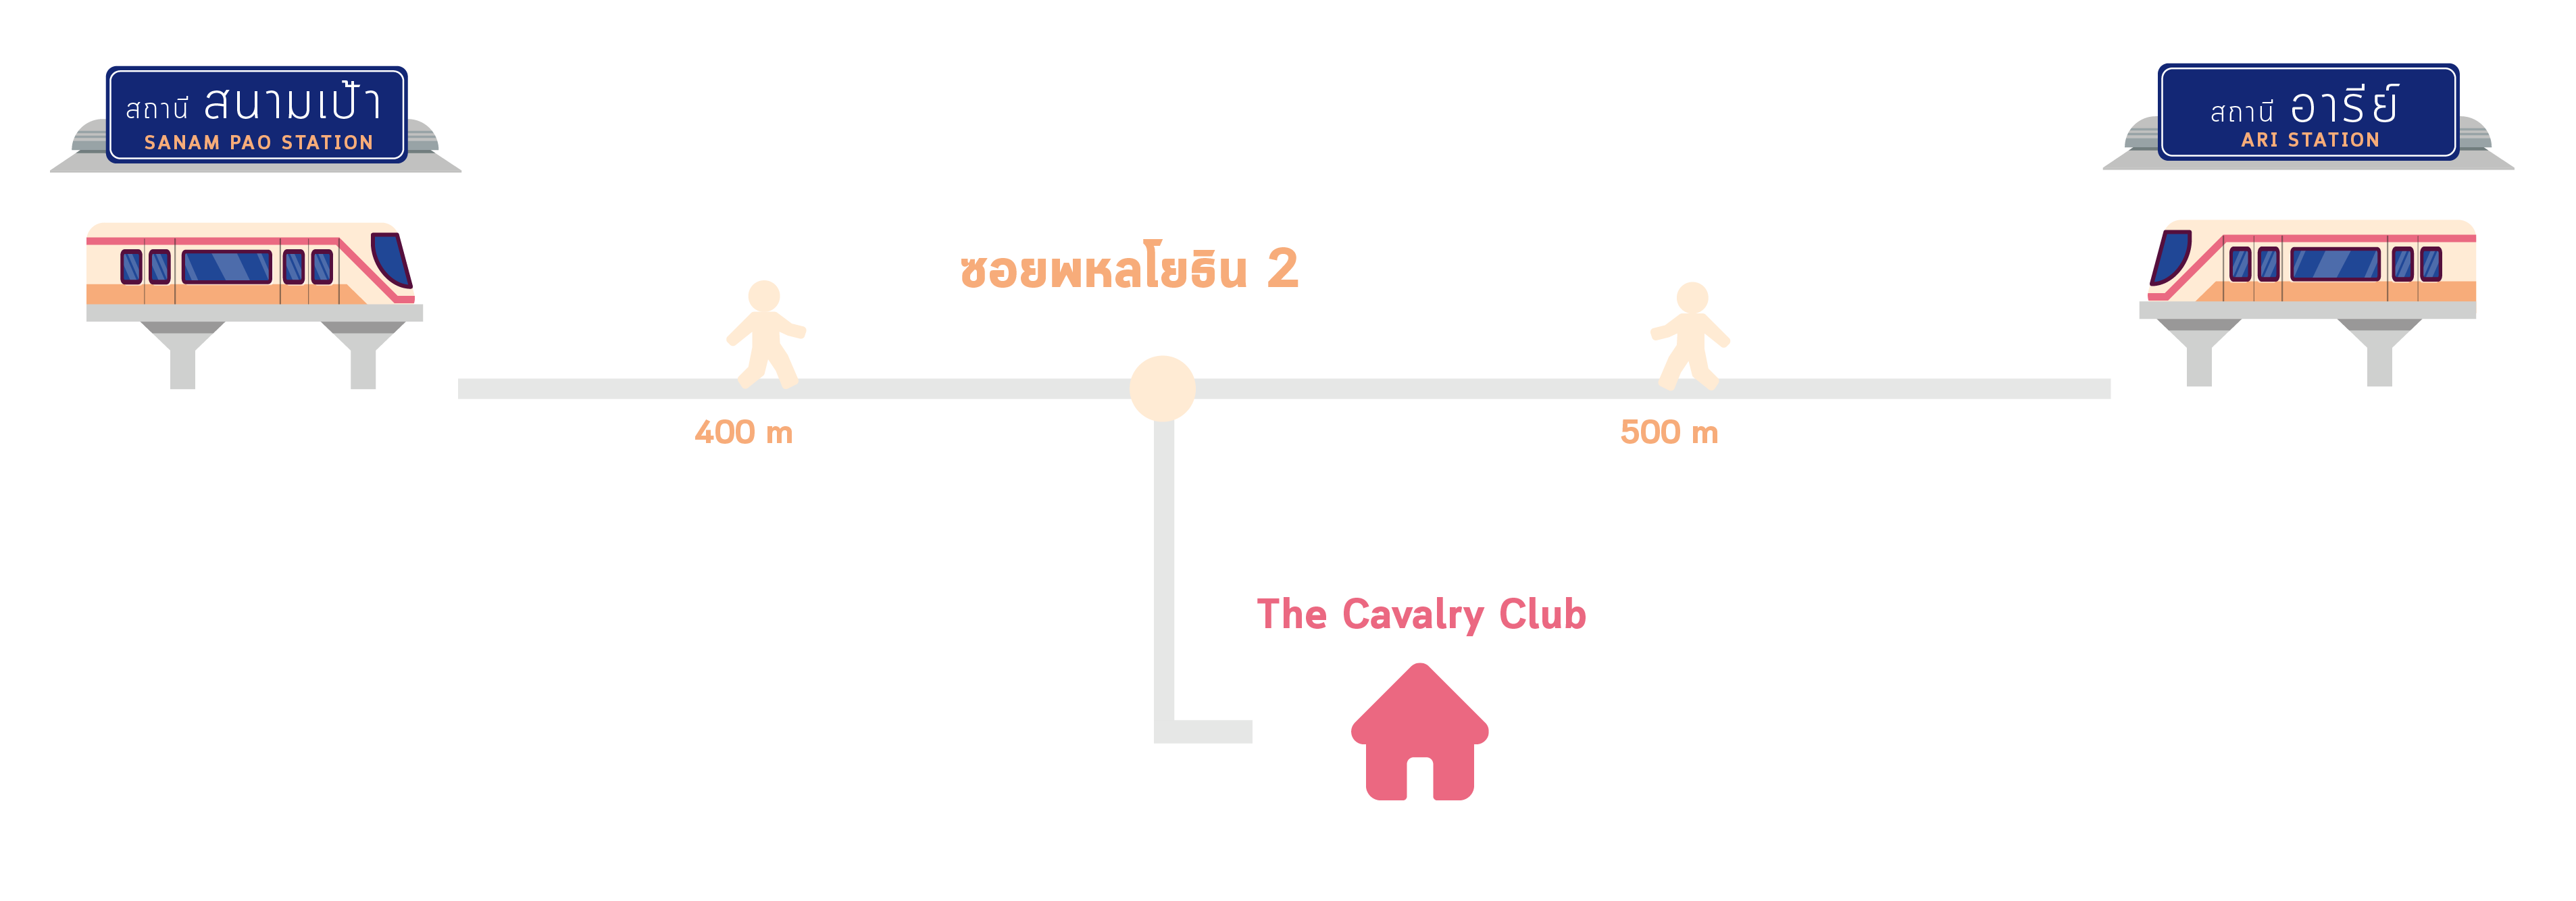 สถานี สนามเป้า
SANAM PAO STATION
สถานี อารีย์
ARI STATION
ซอยพหลโยธิน 2
400 m
500 m
The Cavalry Club